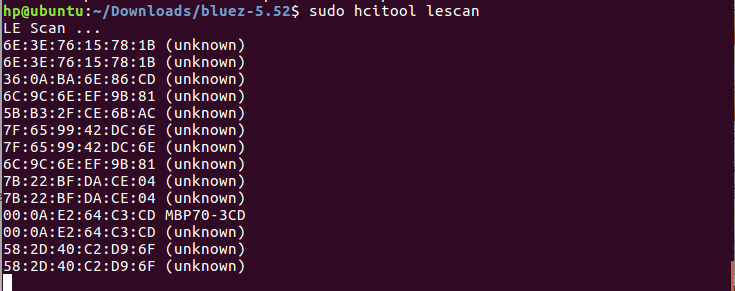 hp@ubuntu:~/Downloads/bluez-5.52$ sudo hcitool lescan
LE Scan ...
6E:3E:76:15:78:1B (unknown)
6E:3E:76:15:78:1B (unknown)
36:0A:BA:6E:86:CD (unknown)
6C:9C:6E:EF:9B:81 (unknown)
5B:B3:2F:CE:6B:AC (unknown)
7F:65:99:42:DC:6E (unknown)
7F:65:99:42:DC:6E (unknown)
6C:9C:6E:EF:9B:81 (unknown)
7B:22:BF:DA:CE:04 (unknown)
7B:22:BF:DA:CE:04 (unknown)
00:0A:E2:64:C3:CD MBP70-3CD
00:0A:E2:64:C3:CD (unknown)
58:2D:40:C2:D9:6F (unknown)
58:2D:40:C2:D9:6F (unknown)